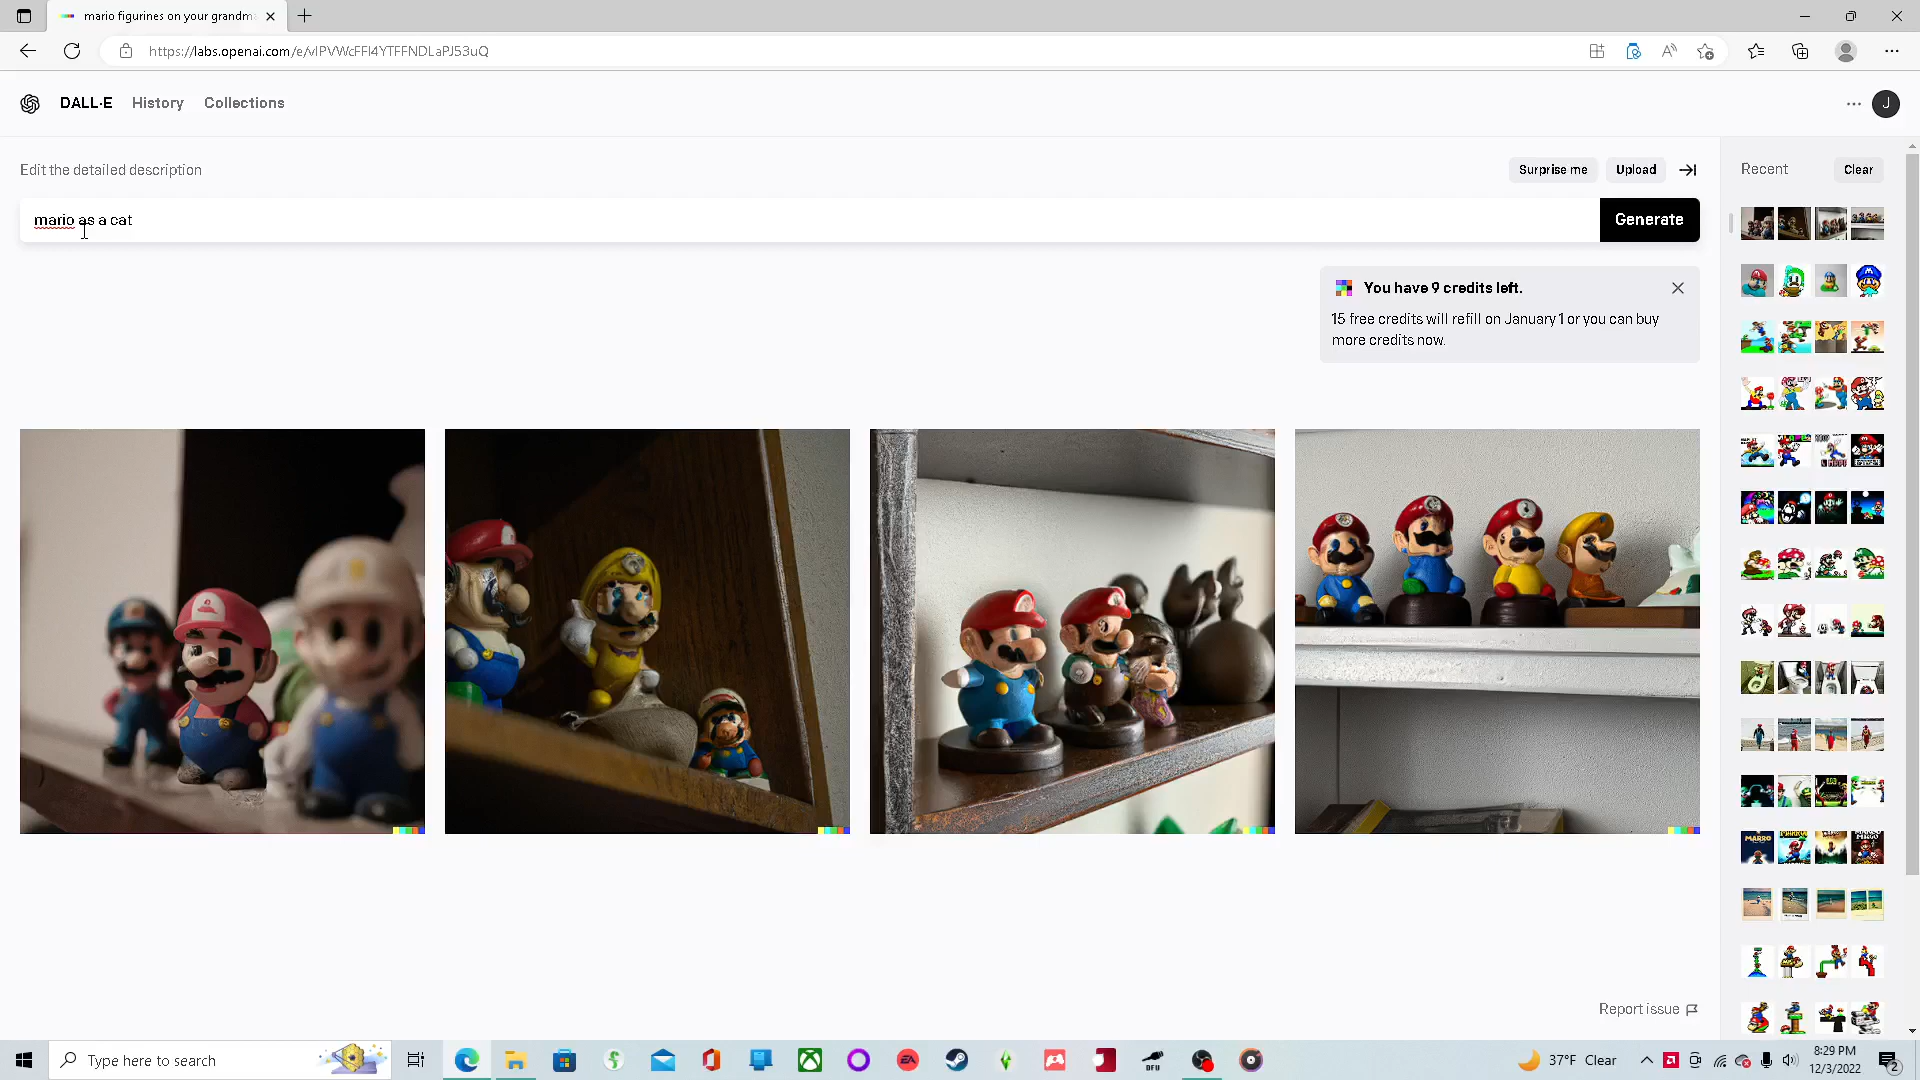 mario figurines on your grandma
https://labs.openai.com/e/vIPVWcFFl4YTFFNDLaPJ53uQ
DALL·E
History
Collections
J
Edit the detailed description
Surprise me
Upload
Recent
Clear
mario as a cat
Generate
You have 9 credits left.
15 free credits will refill on January 1 or you can buy
more credits now.
Report issue
Type here to search
37°F Clear
8:29 PM
12/3/2022
2